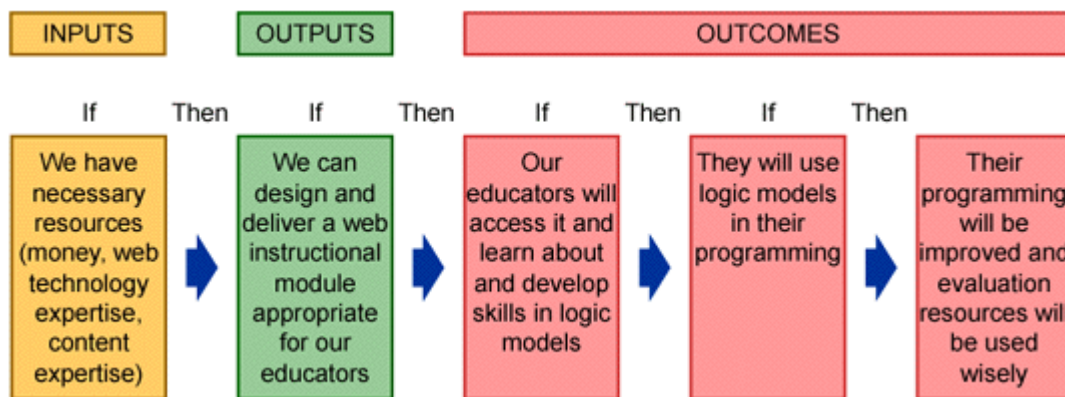 INPUTS
OUTPUTS
OUTCOMES
If
Then
If
Then
If
Then
If
Then
We have
necessary
resources
(money, web
technology
expertise,
content
expertise)
We can
design and
deliver a web
instructional
module
appropriate
for our
educators
Our
educators will
access it and
learn about
and develop
skills in logic
models
They will use
logic models
in their
programming
Their
programming
will be
improved and
evaluation
resources will
be used
wisely